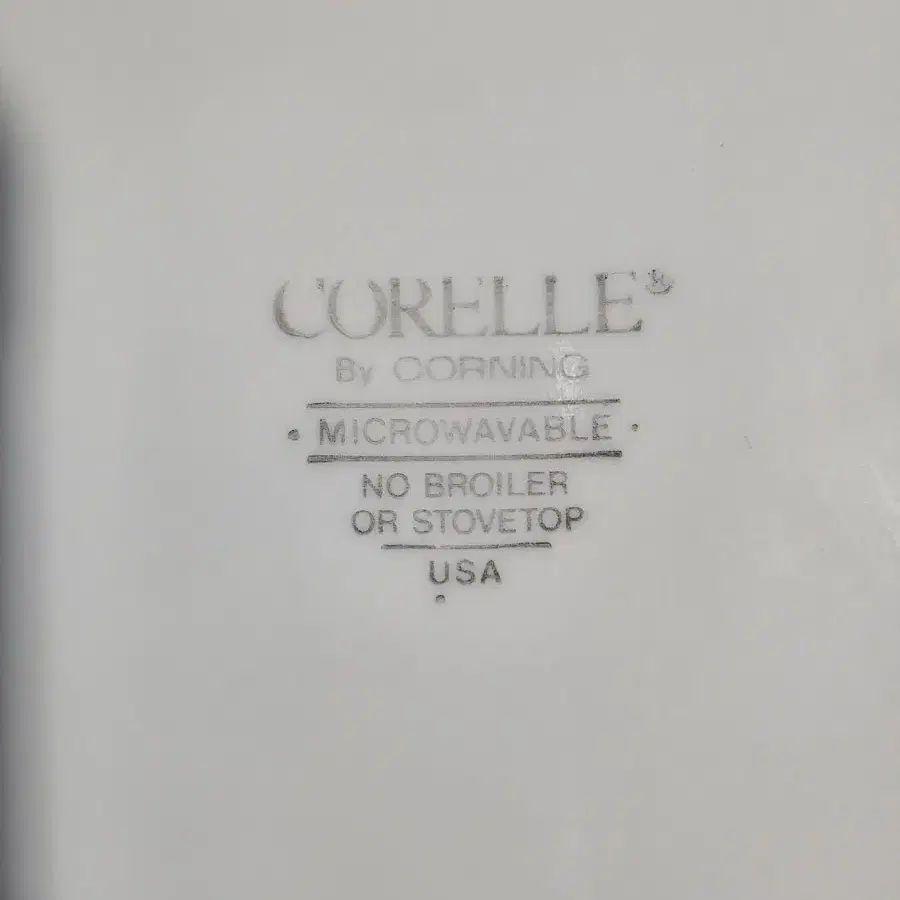 CORELLE®
By CORNING
• MICROWAVABLE •
NO BROILER
OR STOVETOP
USA